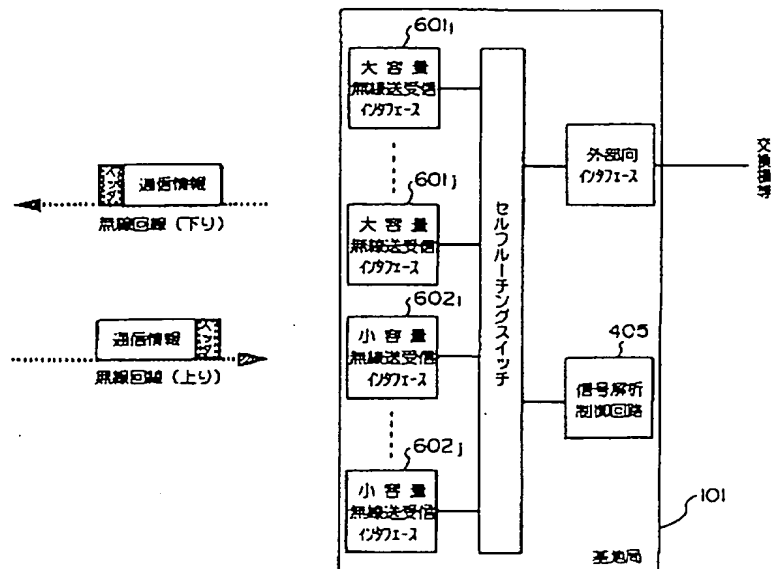 ヘッダ
通信情報
無線回線(下り)
通信情報
ヘッダ
無線回線(上り)
601₁
大容量
無線送受信
インタフェース
601j
大容量
無線送受信
インタフェース
602₁
小容量
無線送受信
インタフェース
602j
小容量
無線送受信
インタフェース
セルフルーチングスイッチ
外部向
インタフェース
交換機等
405
信号解析
制御回路
101
基地局